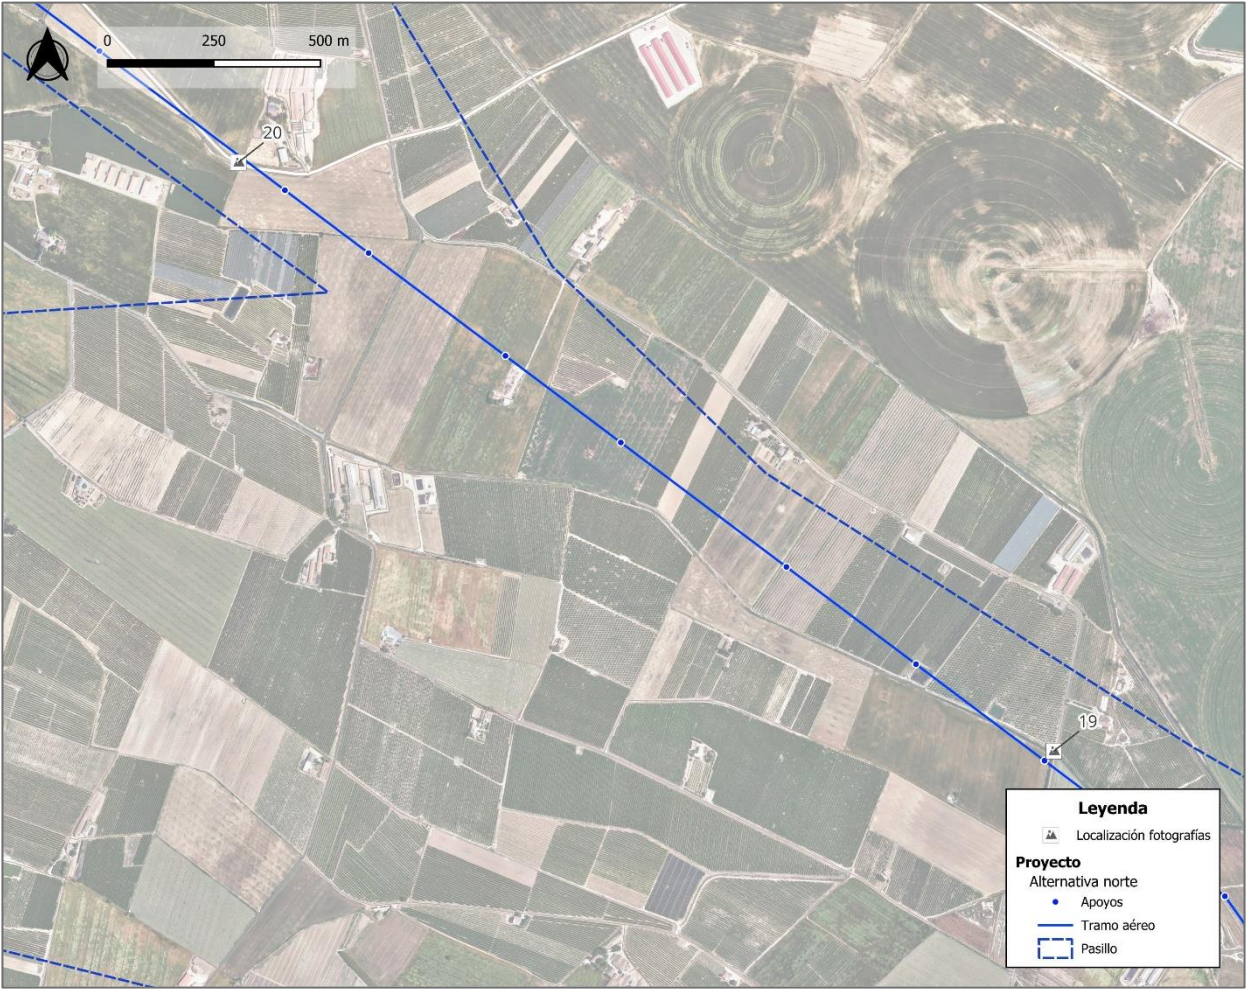 0 250 500 m
20
19
Leyenda
Localización fotografías
Proyecto
Alternativa norte
Apoyos
Tramo aéreo
Pasillo